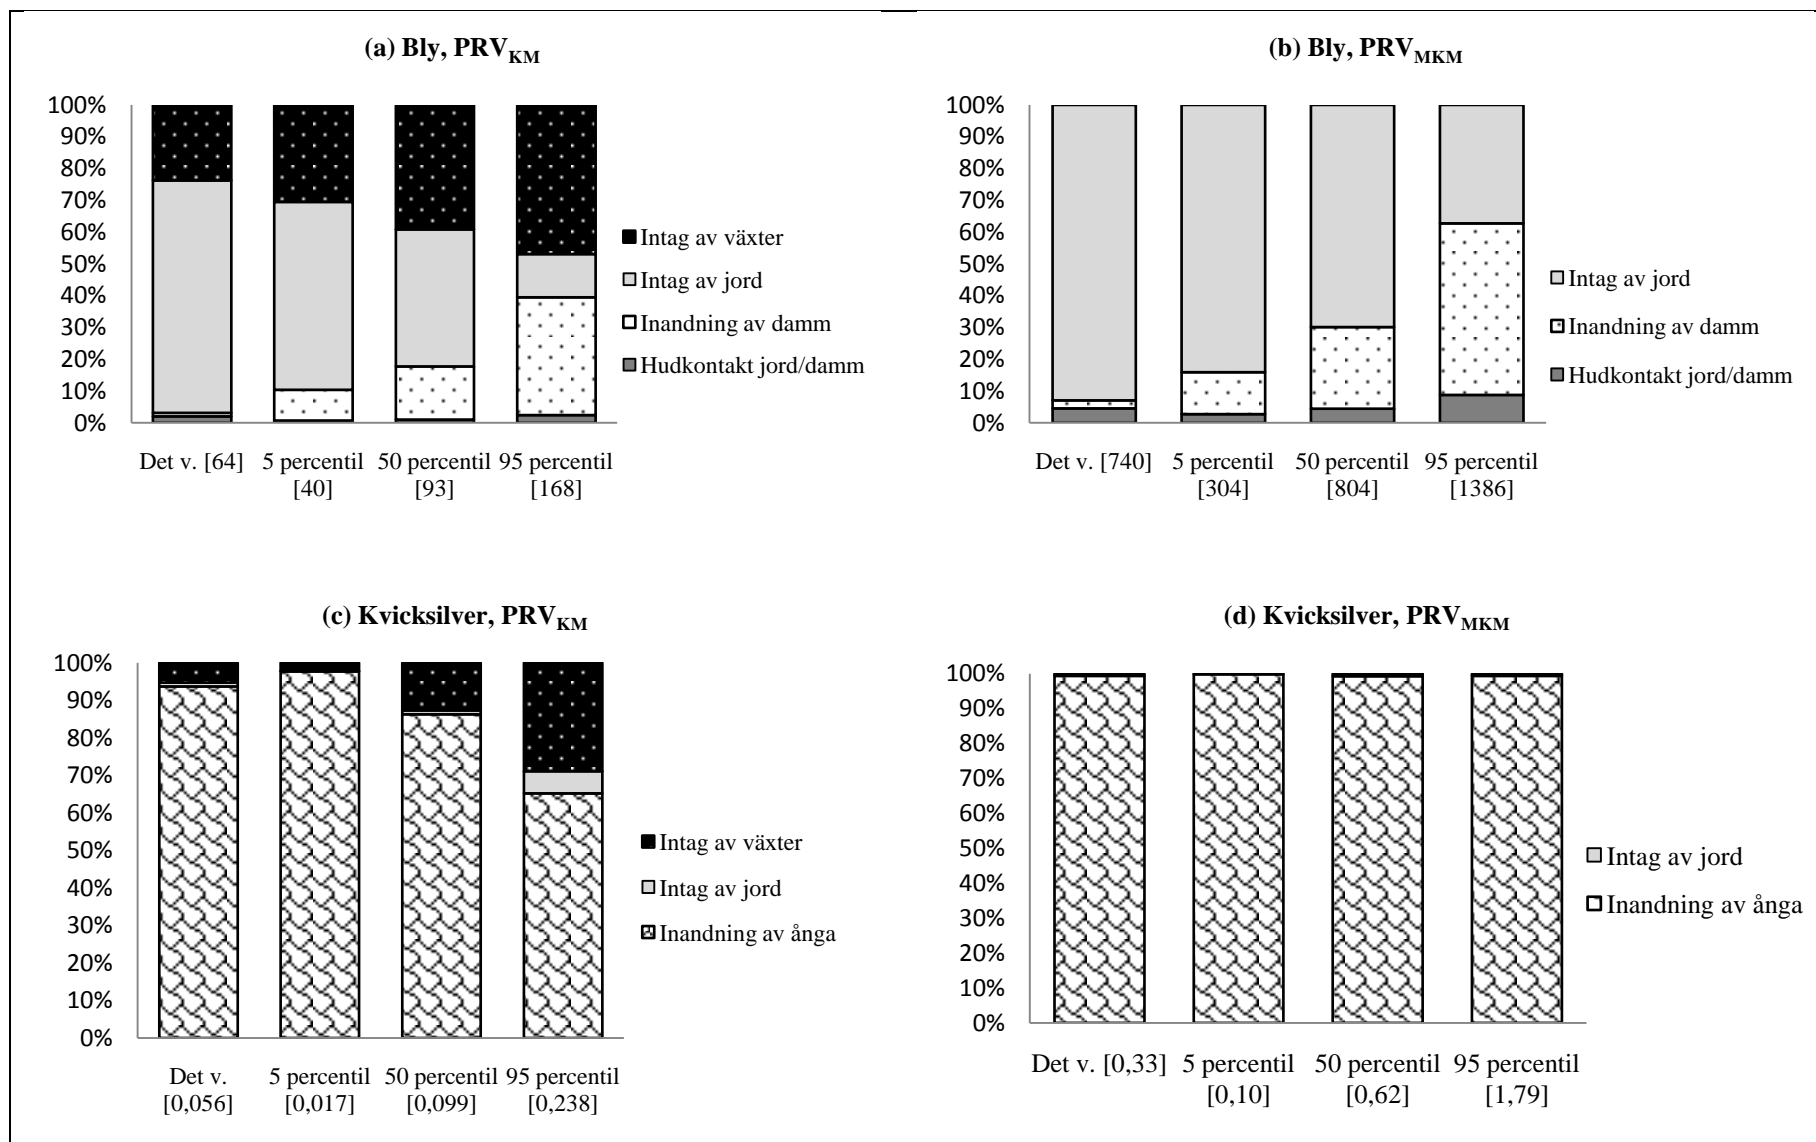 (a) Bly, PRVKM
100%
90%
80%
70%
60%
50%
40%
30%
20%
10%
0%
Det v. [64]
5 percentil
[40]
50 percentil
[93]
95 percentil
[168]
Intag av växter
Intag av jord
Inandning av damm
Hudkontakt jord/damm
(b) Bly, PRVMKM
100%
90%
80%
70%
60%
50%
40%
30%
20%
10%
0%
Det v. [740]
5 percentil
[304]
50 percentil
[804]
95 percentil
[1386]
Intag av jord
Inandning av damm
Hudkontakt jord/damm
(c) Kvicksilver, PRVKM
100%
90%
80%
70%
60%
50%
40%
30%
20%
10%
0%
Det v.
[0,056]
5 percentil
[0,017]
50 percentil
[0,099]
95 percentil
[0,238]
Intag av växter
Intag av jord
Inandning av ånga
(d) Kvicksilver, PRVMKM
100%
90%
80%
70%
60%
50%
40%
30%
20%
10%
0%
Det v. [0,33]
5 percentil
[0,10]
50 percentil
[0,62]
95 percentil
[1,79]
Intag av jord
Inandning av ånga